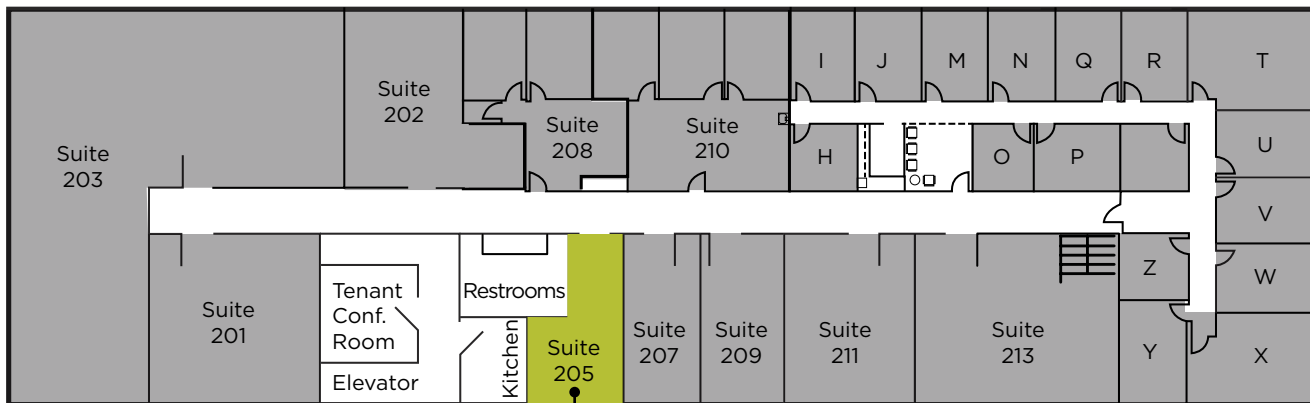 I
J
M
N
Q
R
T
Suite
202
Suite
203
Suite
208
Suite
210
H
O
P
U
V
W
X
Y
Z
Suite
201
Tenant
Conf.
Room
Elevator
Restrooms
Kitchen
Suite
205
Suite
207
Suite
209
Suite
211
Suite
213